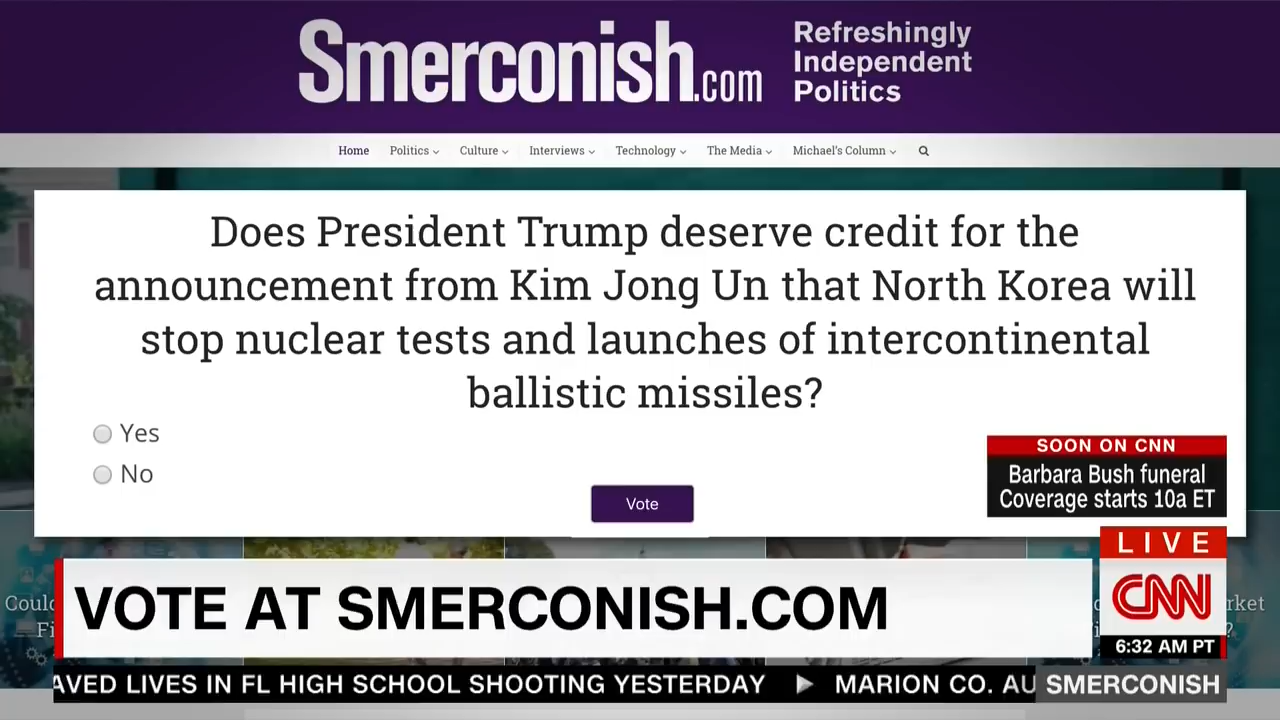 Smerconish.com
Refreshingly
Independent
Politics
Home Politics Culture Interviews Technology The Media Michael's Column
Does President Trump deserve credit for the
announcement from Kim Jong Un that North Korea will
stop nuclear tests and launches of intercontinental
ballistic missiles?
Yes
No
Vote
SOON ON CNN
Barbara Bush funeral
Coverage starts 10a ET
LIVE
CNN
6:32 AM PT
VOTE AT SMERCONISH.COM
AVED LIVES IN FL HIGH SCHOOL SHOOTING YESTERDAY MARION CO. AU
SMERCONISH